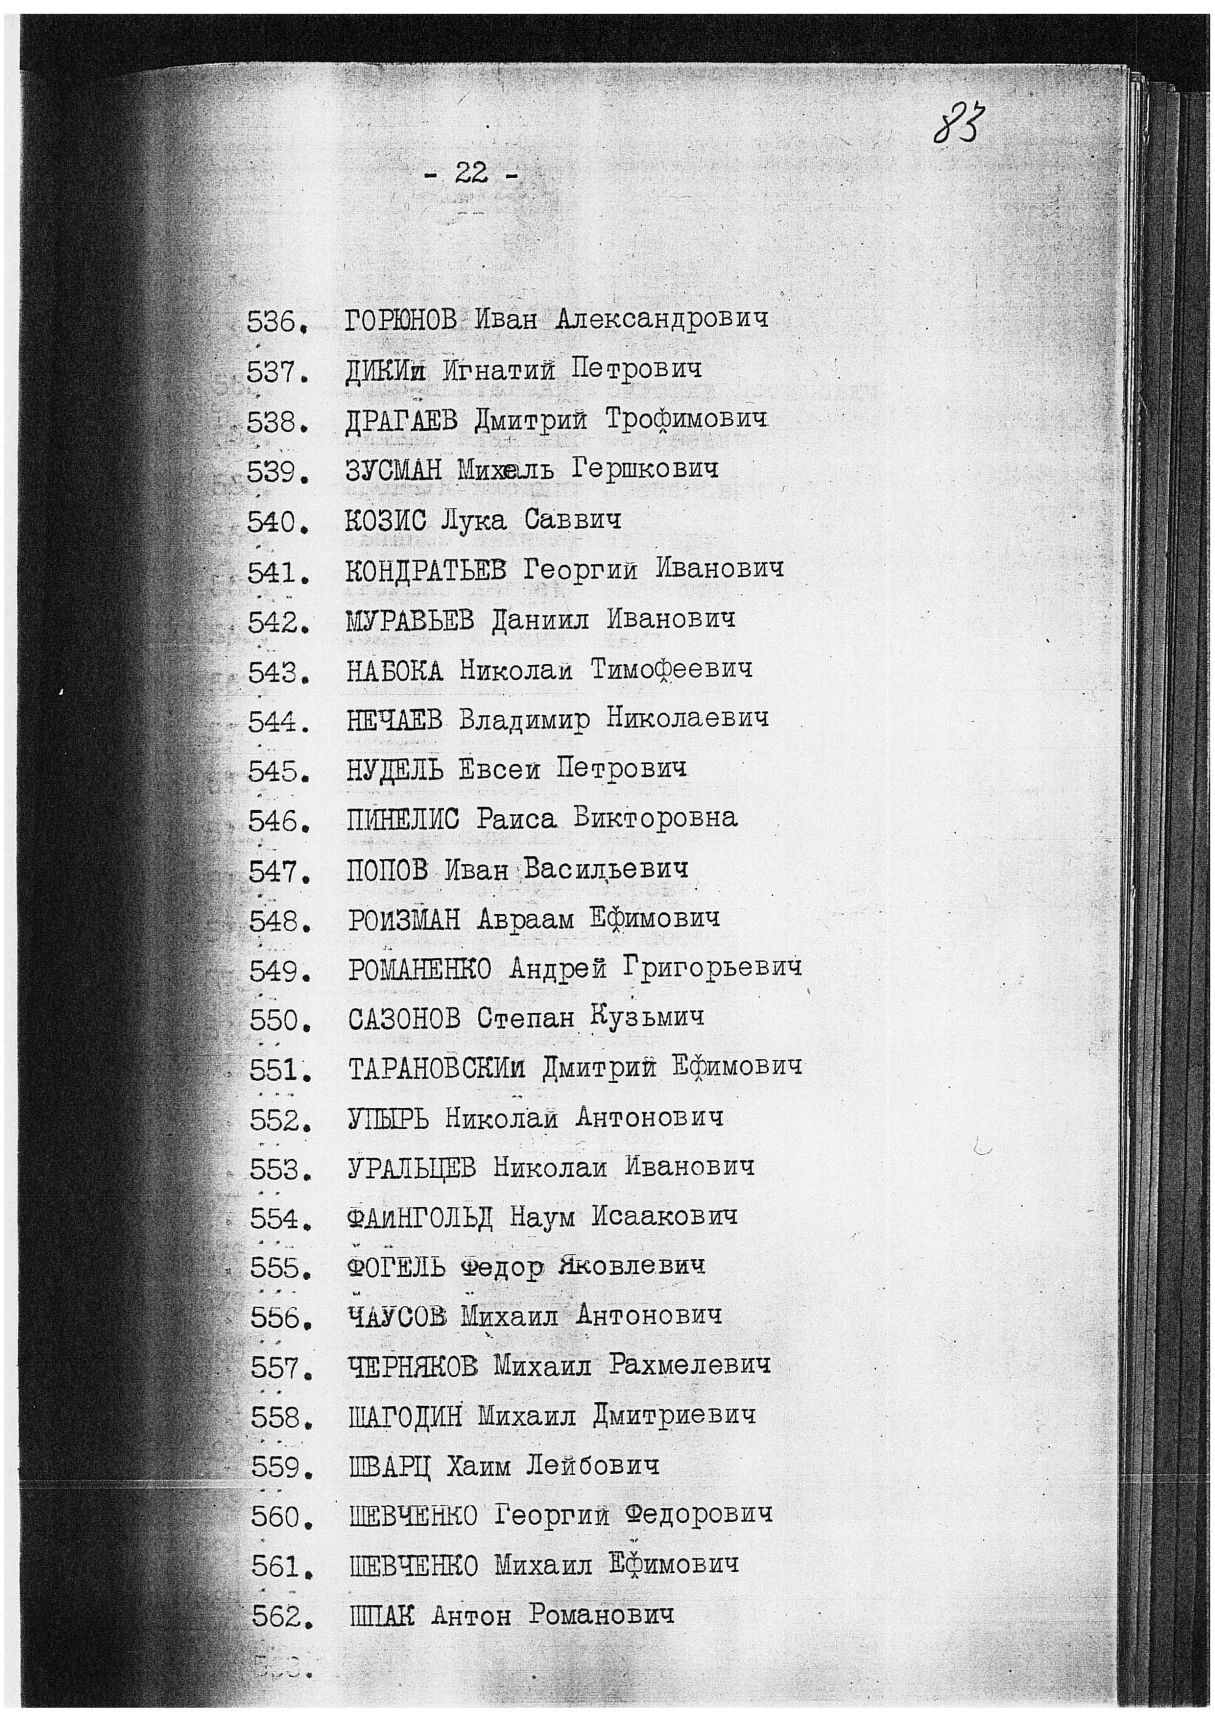 83
- 22 -
536. ГОРЮНОВ Иван Александрович
537. ДИКИи Игнатий Петрович
538. ДРАГАЕВ Дмитрий Трофимович
539. ЗУСМАН Михель Гершкович
540. КОЗИС Лука Саввич
541. КОНДРАТЬЕВ Георгий Иванович
542. МУРАВЬЕВ Даниил Иванович
543. НАБОКА Николай Тимофеевич
544. НЕЧАЕВ Владимир Николаевич
545. НУДЕЛЬ Евсей Петрович
546. ПИНЕЛИС Раиса Викторовна
547. ПОПОВ Иван Васильевич
548. РОИЗМАН Авраам Ефимович
549. РОМАНЕНКО Андрей Григорьевич
550. САЗОНОВ Степан Кузьмич
551. ТАРАНОВСКИи Дмитрий Ефимович
552. УПЫРЬ Николай Антонович
553. УРАЛЬЦЕВ Николаи Иванович
554. ФАйНГОЛЬД Наум Исаакович
555. ФОГЕЛЬ Федор Яковлевич
556. ЧАУСОВ Михаил Антонович
557. ЧЕРНЯКОВ Михаил Рахмелевич
558. ШАГОДИН Михаил Дмитриевич
559. ШВАРЦ Хаим Лейбович
560. ШЕВЧЕНКО Георгий Федорович
561. ШЕВЧЕНКО Михаил Ефимович
562. ШПАК Антон Романович